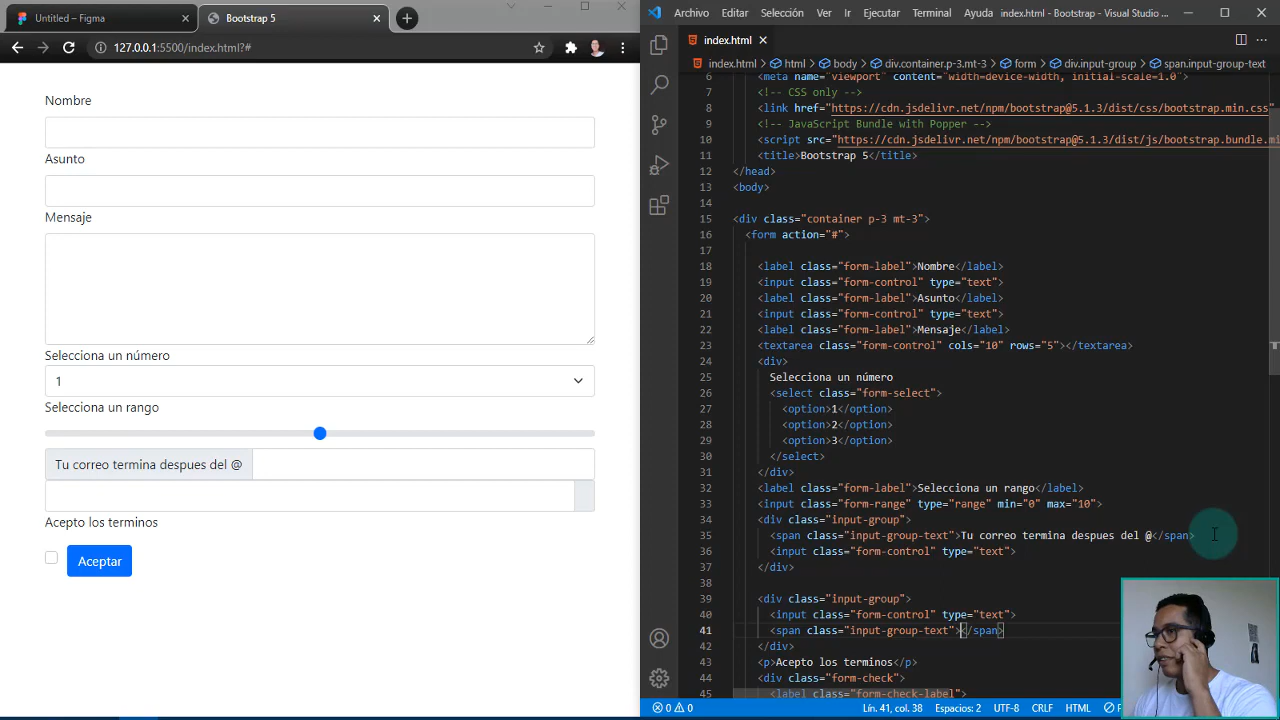 Untitled – Figma
Bootstrap 5
127.0.0.1:5500/index.html?#
Nombre
Asunto
Mensaje
Selecciona un número
1
Selecciona un rango
Tu correo termina despues del @
Acepto los terminos
Aceptar
Archivo Editar Selección Ver Ir Ejecutar Terminal Ayuda index.html - Bootstrap - Visual Studio ...
index.html
index.html > html > body > div.container.p-3.mt-3 > form > div.input-group > span.input-group-text
6 <meta name="viewport" content="width=device-width, initial-scale=1.0">
7 <!-- CSS only -->
8 <link href="https://cdn.jsdelivr.net/npm/bootstrap@5.1.3/dist/css/bootstrap.min.css"
9 <!-- JavaScript Bundle with Popper -->
10 <script src="https://cdn.jsdelivr.net/npm/bootstrap@5.1.3/dist/js/bootstrap.bundle.mi
11 <title>Bootstrap 5</title>
12 </head>
13 <body>
14
15 <div class="container p-3 mt-3">
16 <form action="#">
17
18 <label class="form-label">Nombre</label>
19 <input class="form-control" type="text">
20 <label class="form-label">Asunto</label>
21 <input class="form-control" type="text">
22 <label class="form-label">Mensaje</label>
23 <textarea class="form-control" cols="10" rows="5"></textarea>
24 <div>
25 Selecciona un número
26 <select class="form-select">
27 <option>1</option>
28 <option>2</option>
29 <option>3</option>
30 </select>
31 </div>
32 <label class="form-label">Selecciona un rango</label>
33 <input class="form-range" type="range" min="0" max="10">
34 <div class="input-group">
35 <span class="input-group-text">Tu correo termina despues del @</span>
36 <input class="form-control" type="text">
37 </div>
38
39 <div class="input-group">
40 <input class="form-control" type="text">
41 <span class="input-group-text"></span>
42 </div>
43 <p>Acepto los terminos</p>
44 <div class="form-check">
45 <label class="form-check-label">
0 0 Lín. 41, col. 38 Espacios: 2 UTF-8 CRLF HTML